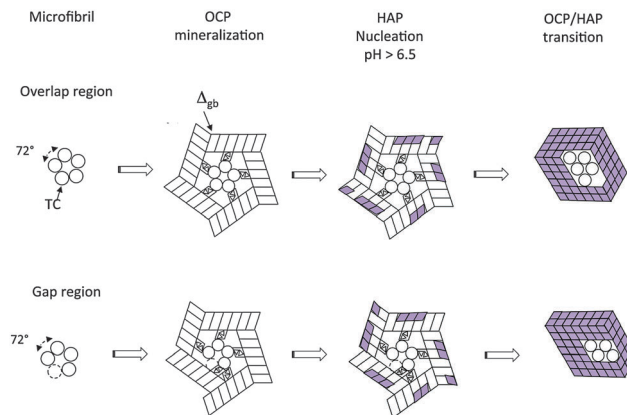 Microfibril
OCP
mineralization
HAP
Nucleation
pH > 6.5
OCP/HAP
transition
Overlap region
Δgb
72°
TC
Gap region
72°